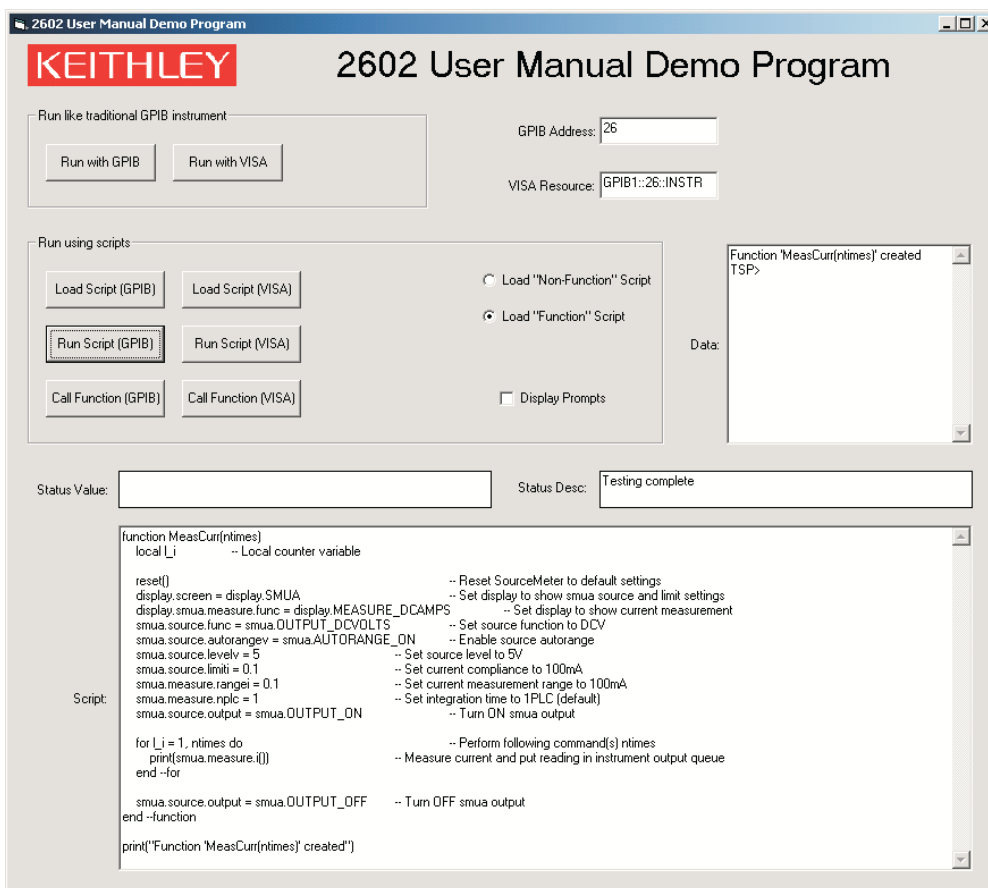 2602 User Manual Demo Program
KEITHLEY
2602 User Manual Demo Program
Run like traditional GPIB instrument
Run with GPIB
Run with VISA
GPIB Address: 26
VISA Resource: GPIB1::26::INSTR
Run using scripts
Load Script (GPIB)
Load Script (VISA)
Load "Non-Function" Script
Load "Function" Script
Run Script (GPIB)
Run Script (VISA)
Call Function (GPIB)
Call Function (VISA)
Display Prompts
Data:
Function 'MeasCurr(ntimes)' created
TSP>
Status Value:
Status Desc: Testing complete
Script:
function MeasCurr(ntimes)
local l_i -- Local counter variable
reset() -- Reset SourceMeter to default settings
display.screen = display.SMUA -- Set display to show smua source and limit settings
display.smua.measure.func = display.MEASURE_DCAMPS -- Set display to show current measurement
smua.source.func = smua.OUTPUT_DCVOLTS -- Set source function to DCV
smua.source.autorangev = smua.AUTORANGE_ON -- Enable source autorange
smua.source.levelv = 5 -- Set source level to 5V
smua.source.limiti = 0.1 -- Set current compliance to 100mA
smua.measure.rangei = 0.1 -- Set current measurement range to 100mA
smua.measure.nplc = 1 -- Set integration time to 1PLC (default)
smua.source.output = smua.OUTPUT_ON -- Turn ON smua output
for l_i = 1, ntimes do -- Perform following command(s) ntimes
print(smua.measure.i()) -- Measure current and put reading in instrument output queue
end --for
smua.source.output = smua.OUTPUT_OFF -- Turn OFF smua output
end --function
print("Function 'MeasCurr(ntimes)' created")